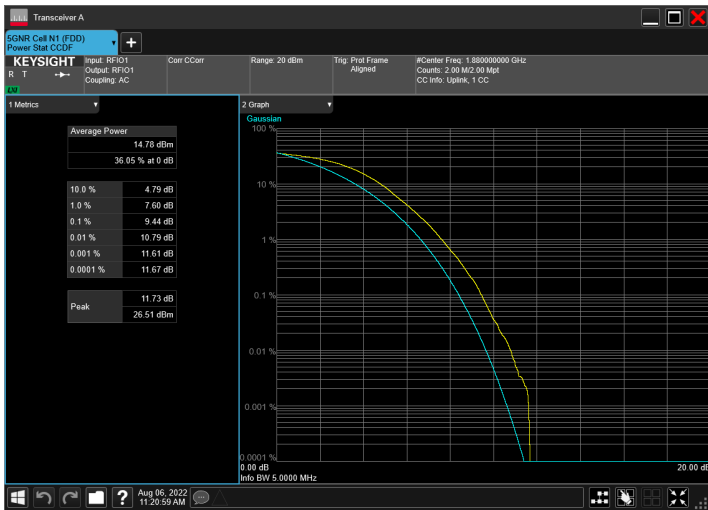 Transceiver A
5GNR Cell N1 (FDD)
Power Stat CCDF
KEYSIGHT
R T
LXI
Input: RFIO1
Output: RFIO1
Coupling: AC
Corr CCorr
Range: 20 dBm
Trig: Prot Frame
Aligned
#Center Freq: 1.880000000 GHz
Counts: 2.00 M/2.00 Mpt
CC Info: Uplink, 1 CC
1 Metrics
Average Power
14.78 dBm
36.05 % at 0 dB
10.0 % 4.79 dB
1.0 % 7.60 dB
0.1 % 9.44 dB
0.01 % 10.79 dB
0.001 % 11.61 dB
0.0001 % 11.67 dB
Peak
11.73 dB
26.51 dBm
2 Graph
Gaussian
100 %
10 %
1 %
0.1 %
0.01 %
0.001 %
0.0001 %
0.00 dB
20.00 dB
Info BW 5.0000 MHz
?
Aug 06, 2022
11:20:59 AM